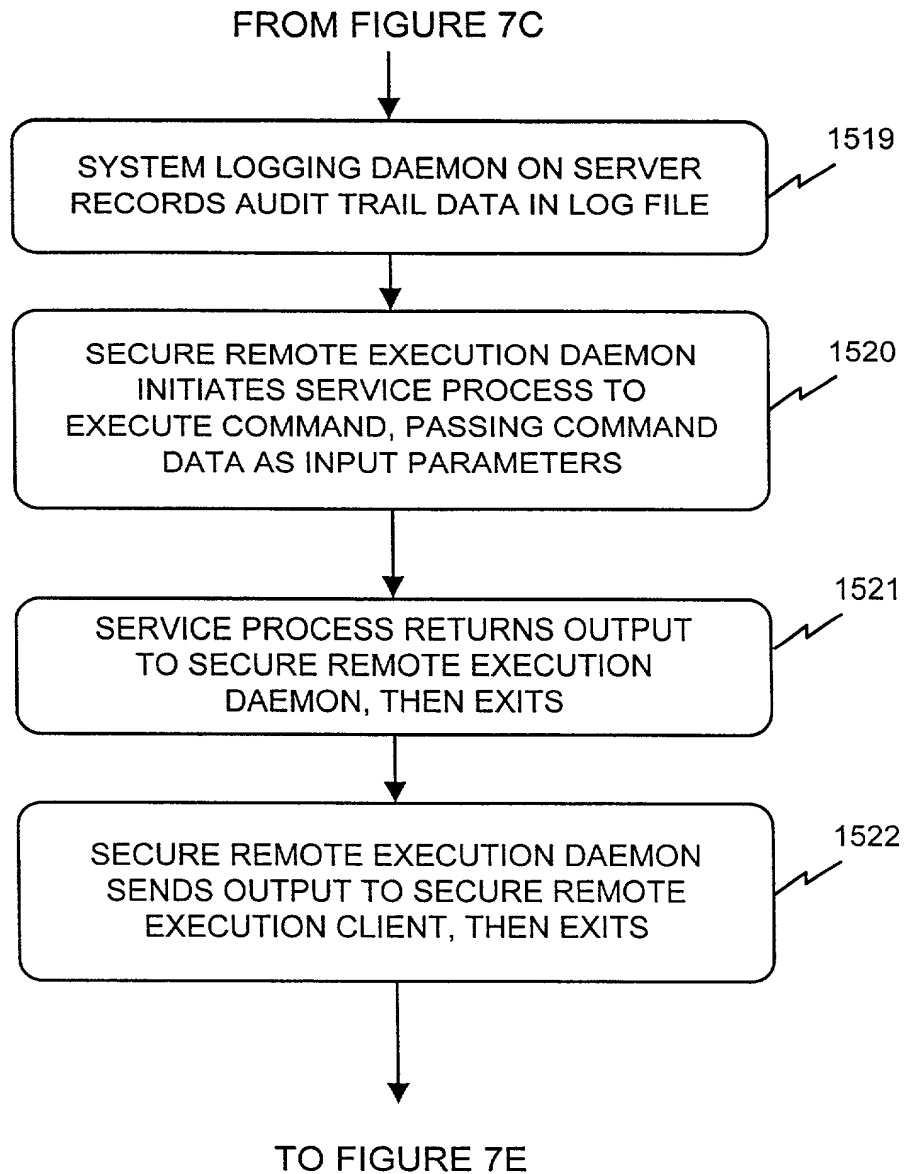 FROM FIGURE 7C
1519
SYSTEM LOGGING DAEMON ON SERVER
RECORDS AUDIT TRAIL DATA IN LOG FILE
1520
SECURE REMOTE EXECUTION DAEMON
INITIATES SERVICE PROCESS TO
EXECUTE COMMAND, PASSING COMMAND
DATA AS INPUT PARAMETERS
1521
SERVICE PROCESS RETURNS OUTPUT
TO SECURE REMOTE EXECUTION
DAEMON, THEN EXITS
1522
SECURE REMOTE EXECUTION DAEMON
SENDS OUTPUT TO SECURE REMOTE
EXECUTION CLIENT, THEN EXITS
TO FIGURE 7E